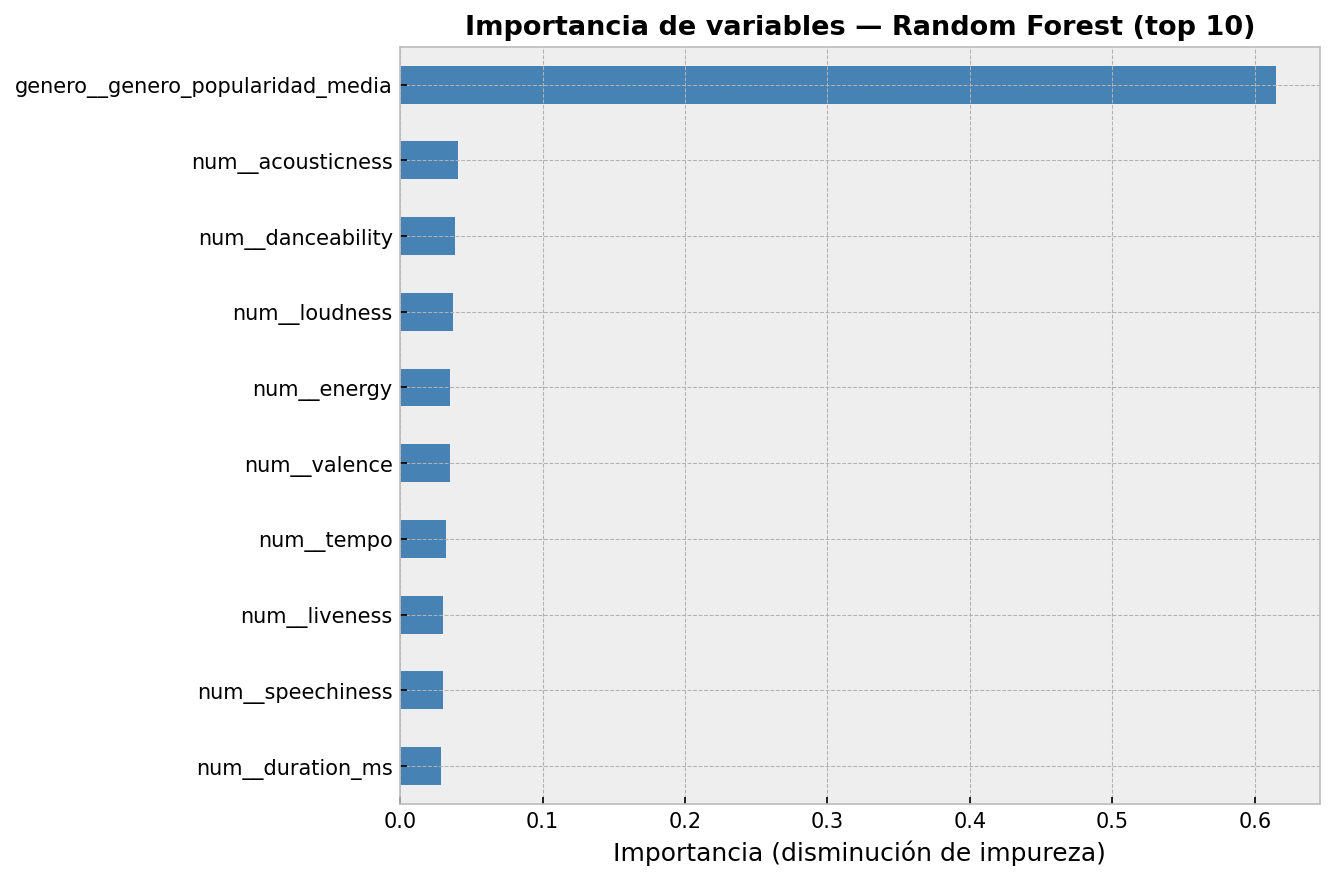 Importancia de variables — Random Forest (top 10)
genero__genero_popularidad_media
num__acousticness
num__danceability
num__loudness
num__energy
num__valence
num__tempo
num__liveness
num__speechiness
num__duration_ms
0.0 0.1 0.2 0.3 0.4 0.5 0.6
Importancia (disminución de impureza)